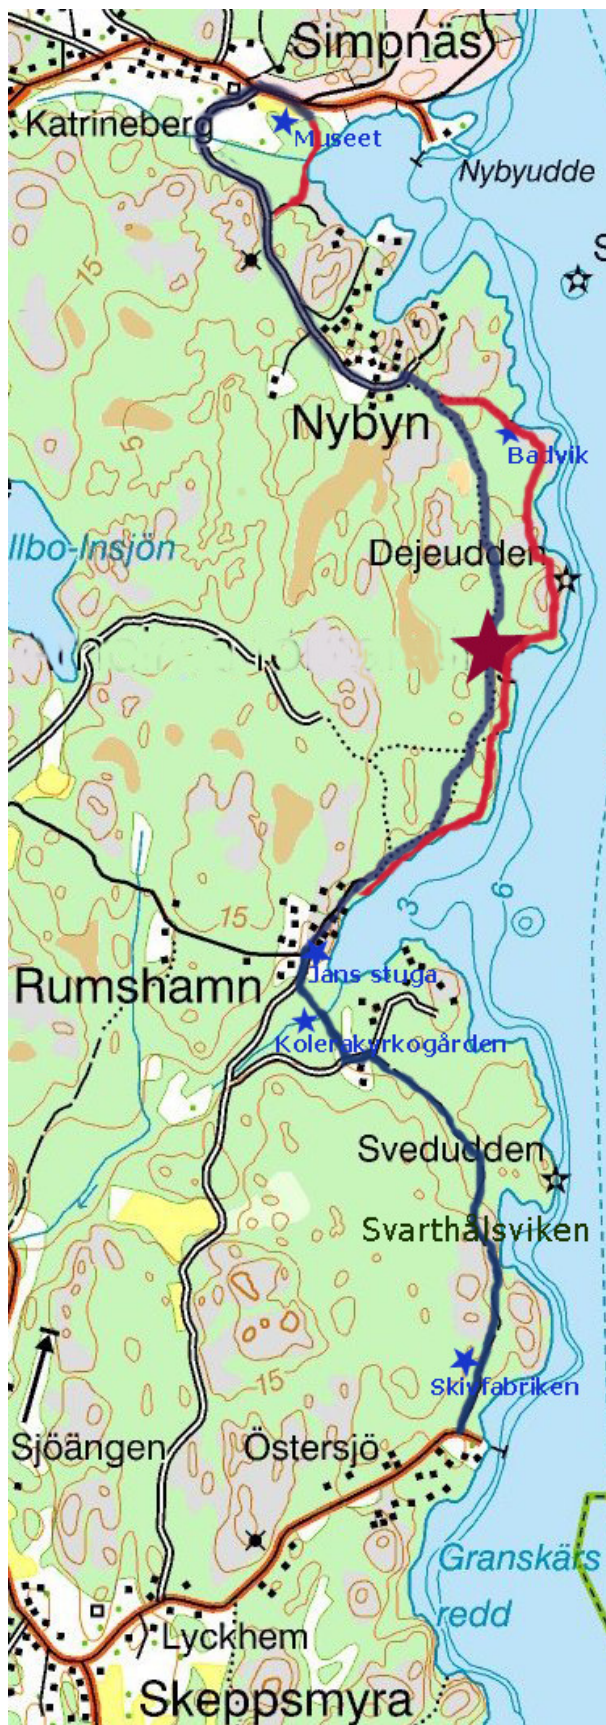 Simpnäs
Katrineberg
Museet
Nybyudde
S
15
5
Nybyn
Badvik
llbo-Insjön
Dejeudden
3
6
15
Rumshamn
Jans stuga
Kolerakyrkogården
Svedudden
Svarthålsviken
15
Skivfabriken
Sjöängen
Östersjö
Granskärs
redd
Lyckhem
Skeppsmyra